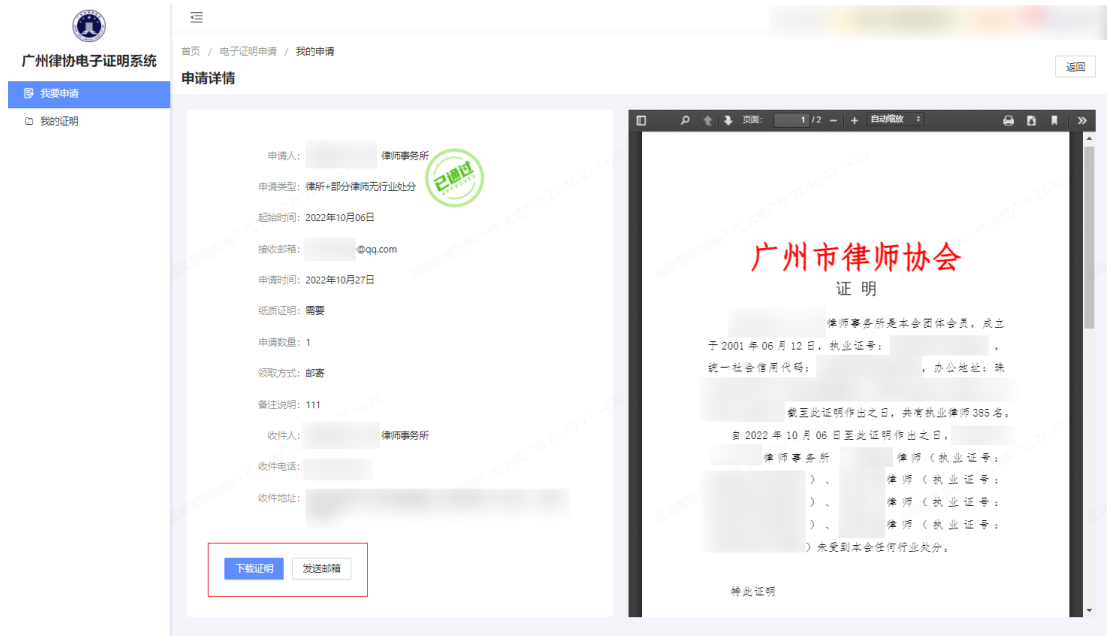 广州律协电子证明系统
我要申请
我的证明
首页 / 电子证明申请 / 我的申请
申请详情
返回
申请人： 律师事务所
已通过
申请类型： 律所+部分律师无行业处分
起始时间： 2022年10月06日
接收邮箱： @qq.com
申请时间： 2022年10月27日
纸质证明： 需要
申请数量： 1
领取方式： 邮寄
备注说明： 111
收件人： 律师事务所
收件电话：
收件地址：
下载证明 发送邮箱
页面： 1 / 2 自动缩放
广州市律师协会
证 明
律师事务所是本会团体会员，成立
于 2001 年 06 月 12 日，执业证号： ，
统一社会信用代码： ，办公地址：珠
截至此证明作出之日，共有执业律师 385 名。
自 2022 年 10 月 06 日至此证明作出之日，
律师事务所 律师（执业证号：
）、 律师（执业证号：
）、 律师（执业证号：
）、 律师（执业证号：
）未受到本会任何行业处分。
特此证明